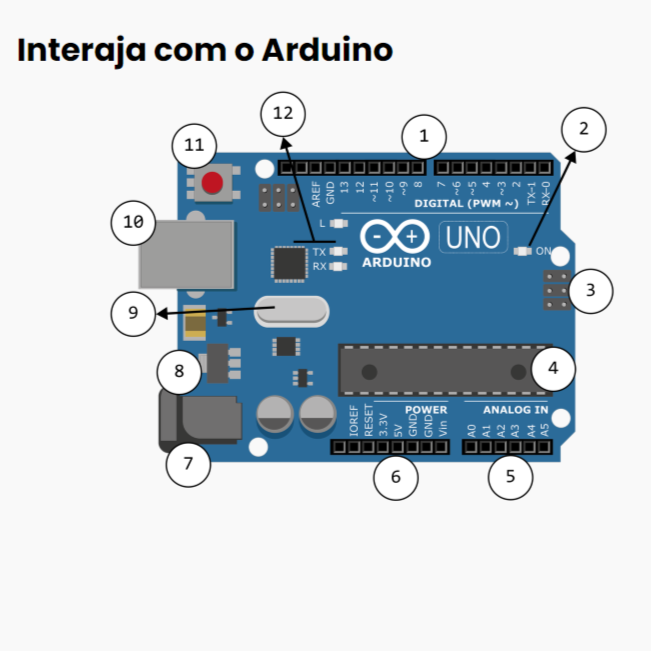 Interaja com o Arduino
12
1
2
11
AREF
GND
13
12
~11
~10
~9
8
7
~6
~5
4
~3
2
TX-1
RX-0
DIGITAL (PWM ~)
10
L
TX
RX
- +
UNO
ARDUINO
ON
3
9
8
4
POWER
ANALOG IN
IOREF
RESET
3.3V
5V
GND
GND
Vin
A0
A1
A2
A3
A4
A5
7
6
5